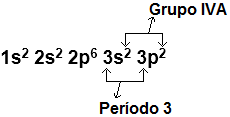 Grupo IVA
1s² 2s² 2p⁶ 3s² 3p²
Período 3